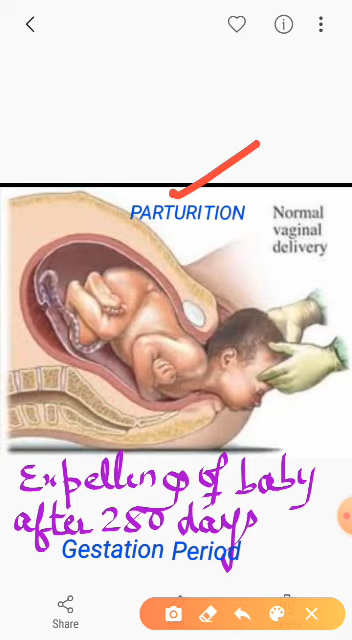 PARTURITION
Normal
vaginal
delivery
Expelling of baby
after 280 days
Gestation Period
Share